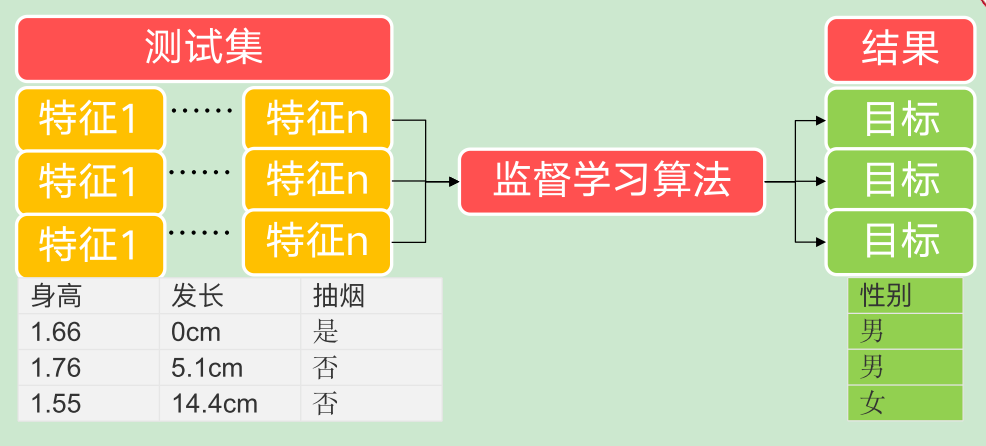 测试集
结果
特征1 …… 特征n
目标
特征1 …… 特征n
监督学习算法
目标
特征1 …… 特征n
目标
身高 发长 抽烟
性别
1.66 0cm 是
男
1.76 5.1cm 否
男
1.55 14.4cm 否
女